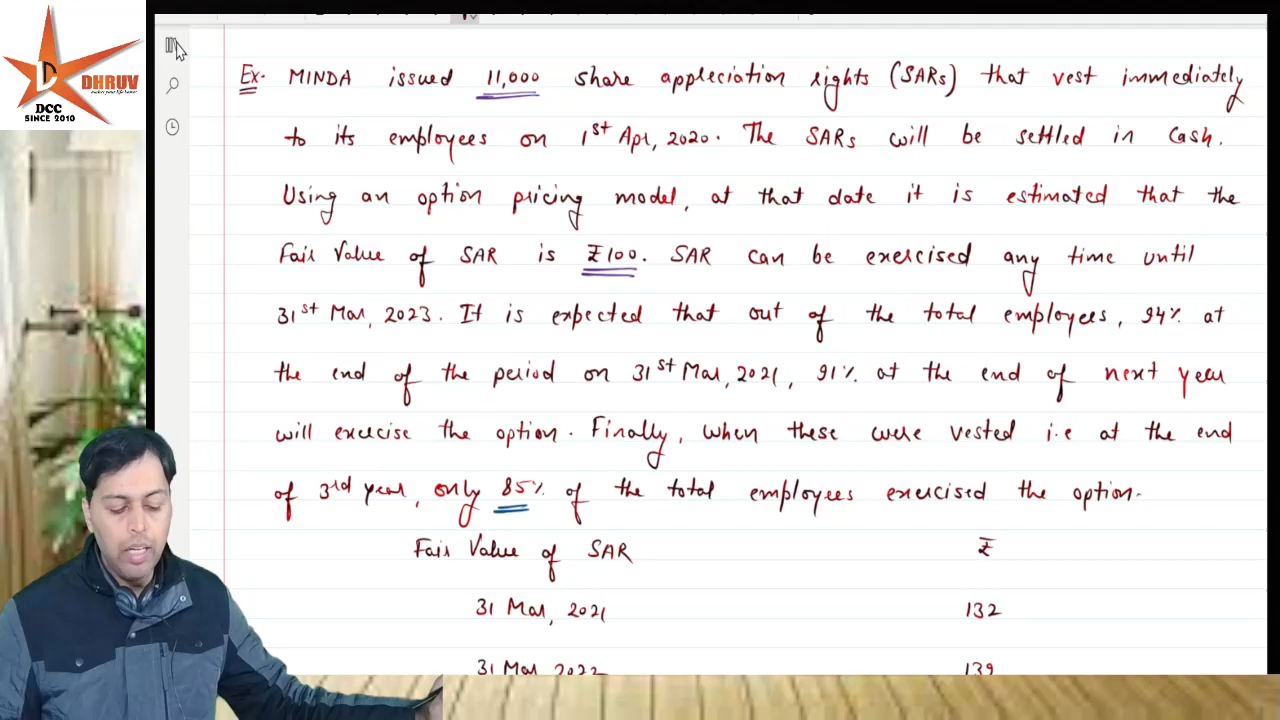 DHRUV
DCC
SINCE 2010
Ex. MINDA issued 11,000 share appreciation rights (SARs) that vest immediately
to its employees on 1st Apr, 2020. The SARs will be settled in Cash.
Using an option pricing model, at that date it is estimated that the
Fair Value of SAR is ₹100. SAR can be exercised any time until
31st Mar, 2023. It is expected that out of the total employees, 94% at
the end of the period on 31st Mar, 2021, 91% at the end of next year
will exercise the option. Finally, when these were vested i.e at the end
of 3rd year, only 85% of the total employees exercised the option.
Fair Value of SAR ₹
31 Mar, 2021 132
31 Mar, 2022 139